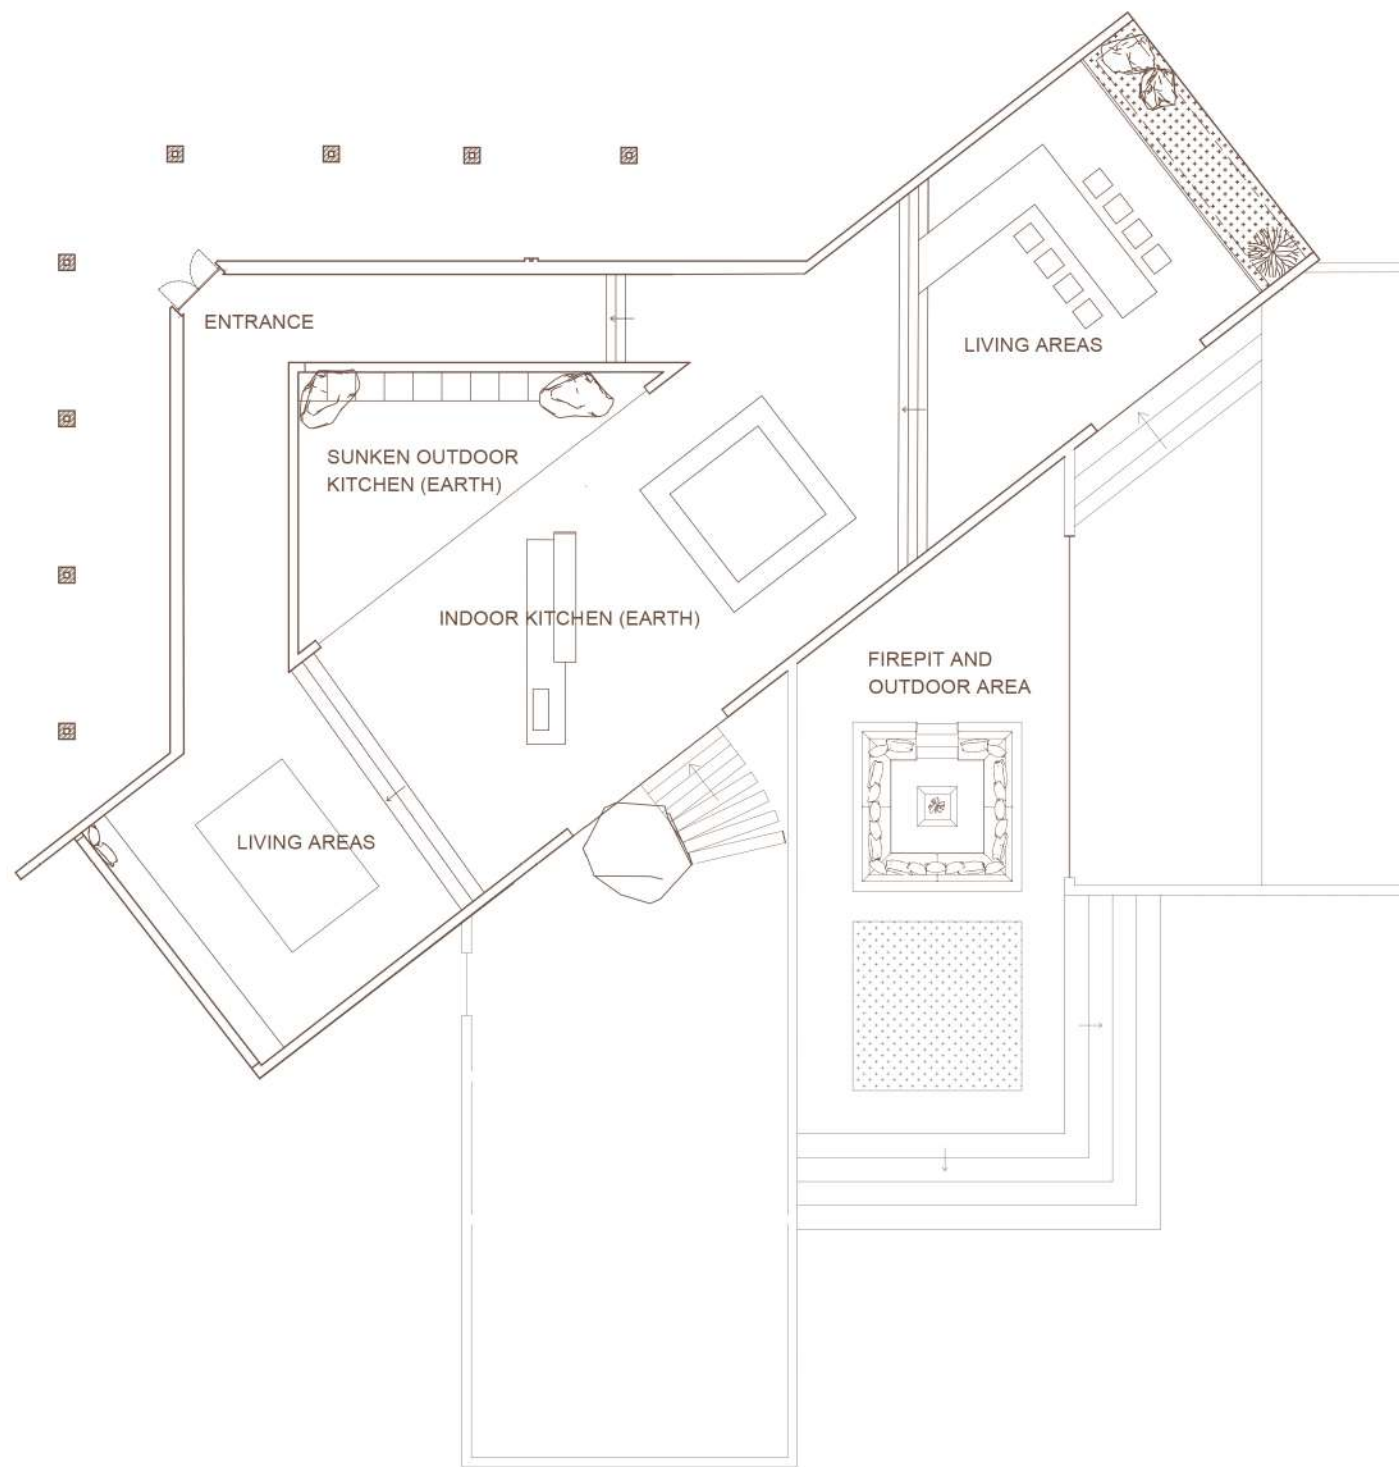 ENTRANCE
LIVING AREAS
SUNKEN OUTDOOR
KITCHEN (EARTH)
INDOOR KITCHEN (EARTH)
FIREPIT AND
OUTDOOR AREA
LIVING AREAS